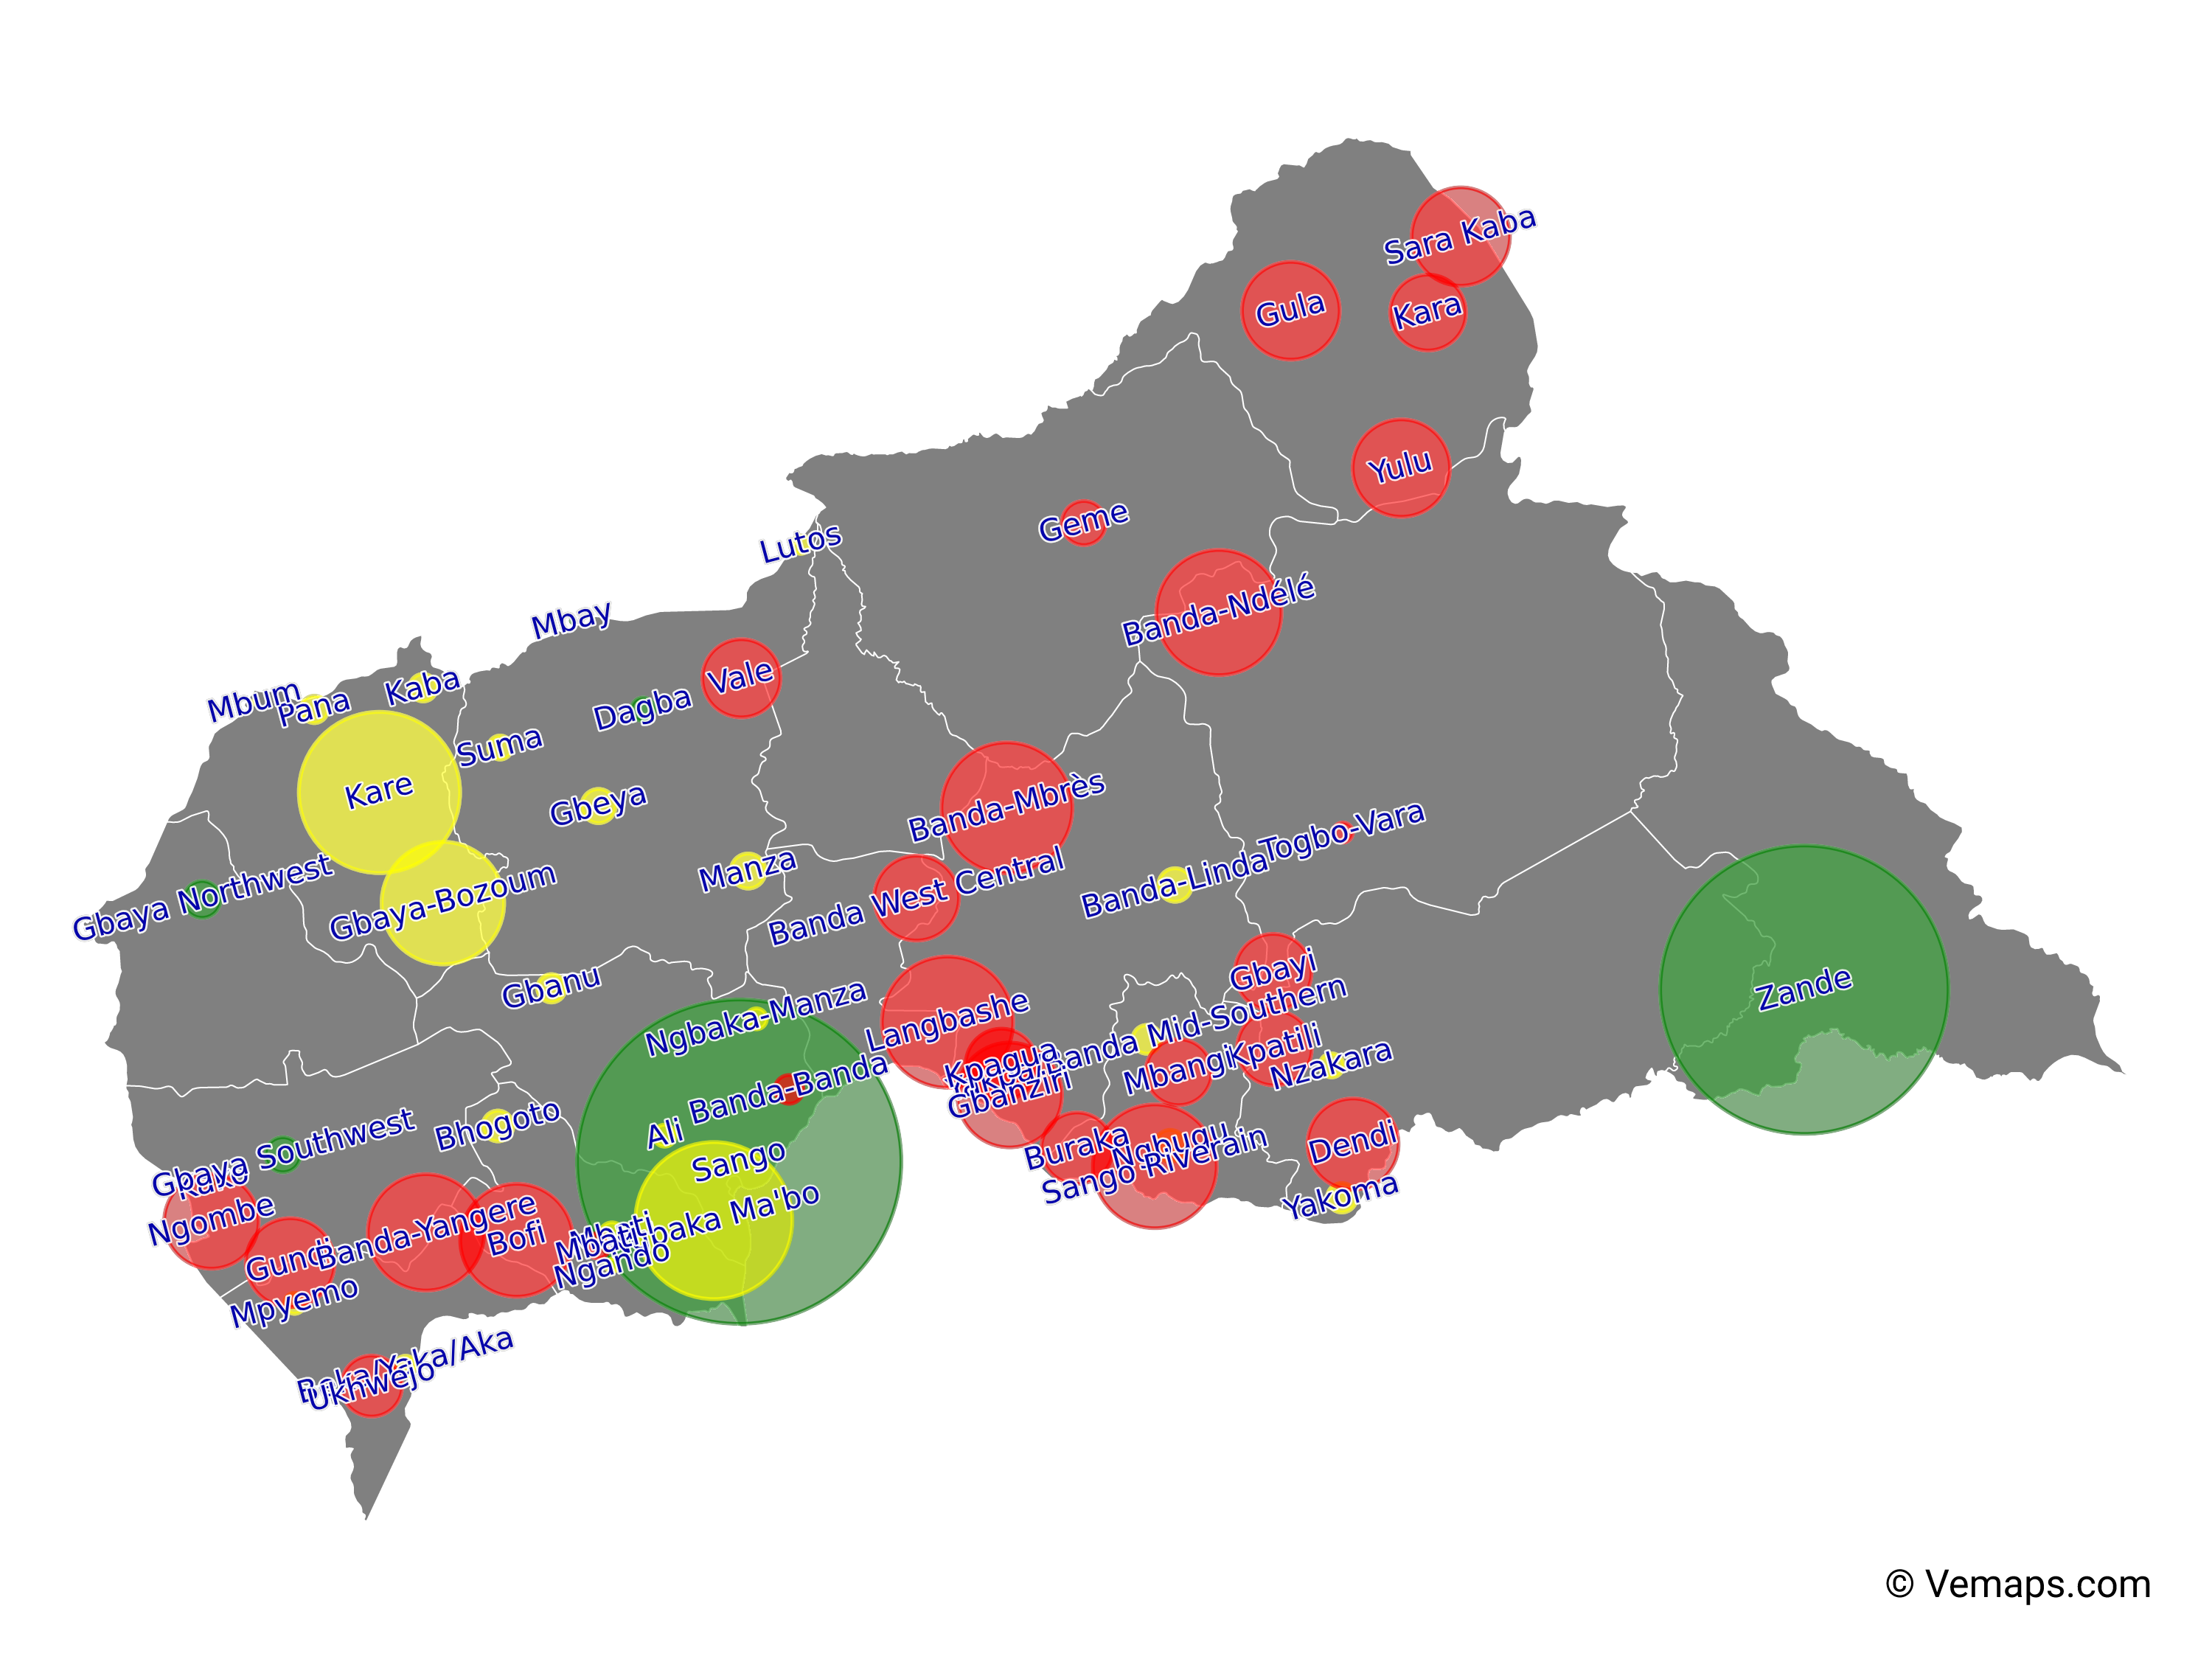 Sara Kaba
Gula
Kara
Yulu
Geme
Lutos
Banda-Ndélé
Mbay
Vale
Kaba
Mbum
Pana
Dagba
Suma
Kare
Gbeya
Banda-Mbrès
Togbo-Vara
Manza
Banda-Linda
Banda West Central
Gbaya Northwest
Gbaya-Bozoum
Gbanu
Gbayi
Zande
Ngbaka-Manza
Langbashe
Banda Mid-Southern
Kpagua
Kpatili
Mbangi
Nzakara
Gbanziri
Banda-Banda
Ali
Bhogoto
Gbaya Southwest
Sango
Buraka
Ngbugu
Sango Riverain
Dendi
Yakoma
Ngombe
Banda-Yangere
Bofi
Gundi
Mbati
Ngbaka Ma'bo
Ngando
Mpyemo
Baka/Yaka/Aka
Ukhwejo
© Vemaps.com